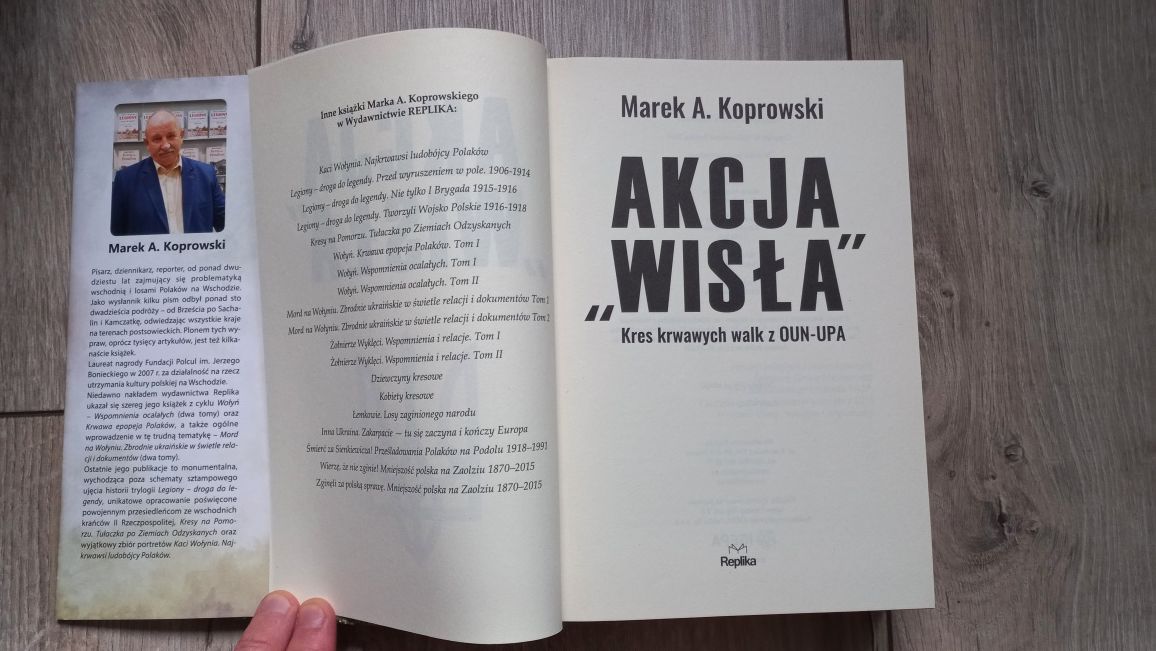 Marek A. Koprowski
Pisarz, dziennikarz, reporter, od ponad dwu-
dziestu lat zajmujący się problematyką
wschodnią i losami Polaków na Wschodzie.
Jako wysłannik kilku pism odbył ponad sto
dwadzieścia podróży – od Brześcia po Sacha-
lin i Kamczatkę, odwiedzając wszystkie kraje
na terenach postsowieckich. Plonem tych wy-
praw, oprócz tysięcy artykułów, jest też kilka-
naście książek.
Laureat nagrody Fundacji Polcul im. Jerzego
Bonieckiego w 2007 r. za działalność na rzecz
utrzymania kultury polskiej na Wschodzie.
Niedawno nakładem wydawnictwa Replika
ukazał się szereg jego książek z cyklu Wołyń
– Wspomnienia ocalałych (dwa tomy) oraz
Krwawa epopeja Polaków, a także ogólne
wprowadzenie w tę trudną tematykę – Mord
na Wołyniu. Zbrodnie ukraińskie w świetle rela-
cji i dokumentów (dwa tomy).
Ostatnie jego publikacje to monumentalna,
wychodząca poza schematy sztampowego
ujęcia historii trylogii Legiony – droga do le-
gendy, unikatowe opracowanie poświęcone
powojennym przesiedleńcom ze wschodnich
krańców II Rzeczpospolitej, Kresy na Pomo-
rzu. Tułaczka po Ziemiach Odzyskanych oraz
wyjątkowy zbiór portretów Kaci Wołynia. Naj-
krwawsi ludobójcy Polaków.
Inne książki Marka A. Koprowskiego
w Wydawnictwie REPLIKA:
Kaci Wołynia. Najkrwawsi ludobójcy Polaków
Legiony – droga do legendy. Przed wyruszeniem w pole. 1906-1914
Legiony – droga do legendy. Nie tylko I Brygada 1915-1916
Legiony – droga do legendy. Tworzyli Wojsko Polskie 1916-1918
Kresy na Pomorzu. Tułaczka po Ziemiach Odzyskanych
Wołyń. Krwawa epopeja Polaków. Tom I
Wołyń. Wspomnienia ocalałych. Tom I
Wołyń. Wspomnienia ocalałych. Tom II
Mord na Wołyniu. Zbrodnie ukraińskie w świetle relacji i dokumentów Tom 1
Mord na Wołyniu. Zbrodnie ukraińskie w świetle relacji i dokumentów Tom 2
Żołnierze Wyklęci. Wspomnienia i relacje. Tom I
Żołnierze Wyklęci. Wspomnienia i relacje. Tom II
Dziewczyny kresowe
Kobiety kresowe
Łemkowie. Losy zaginionego narodu
Inna Ukraina. Zakarpacie — tu się zaczyna i kończy Europa
Śmierć za Sienkiewicza! Prześladowania Polaków na Podolu 1918–1991
Wierzę, że nie zginie! Mniejszość polska na Zaolziu 1870–2015
Zginęli za polską sprawę. Mniejszość polska na Zaolziu 1870–2015
Marek A. Koprowski
AKCJA
„WISŁA”
Kres krwawych walk z OUN-UPA
Replika